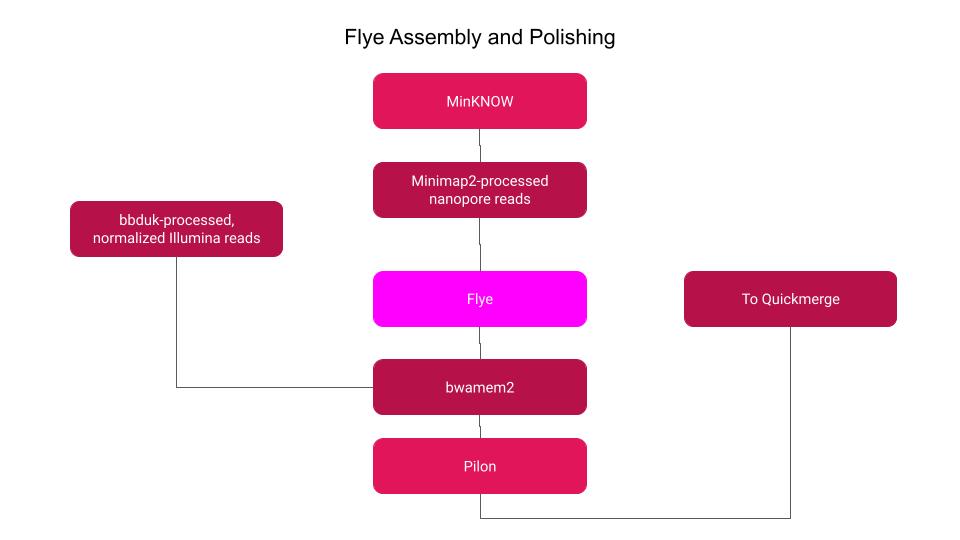 Flye Assembly and Polishing
MinKNOW
Minimap2-processed
nanopore reads
bbduk-processed,
normalized Illumina reads
Flye
To Quickmerge
bwamem2
Pilon